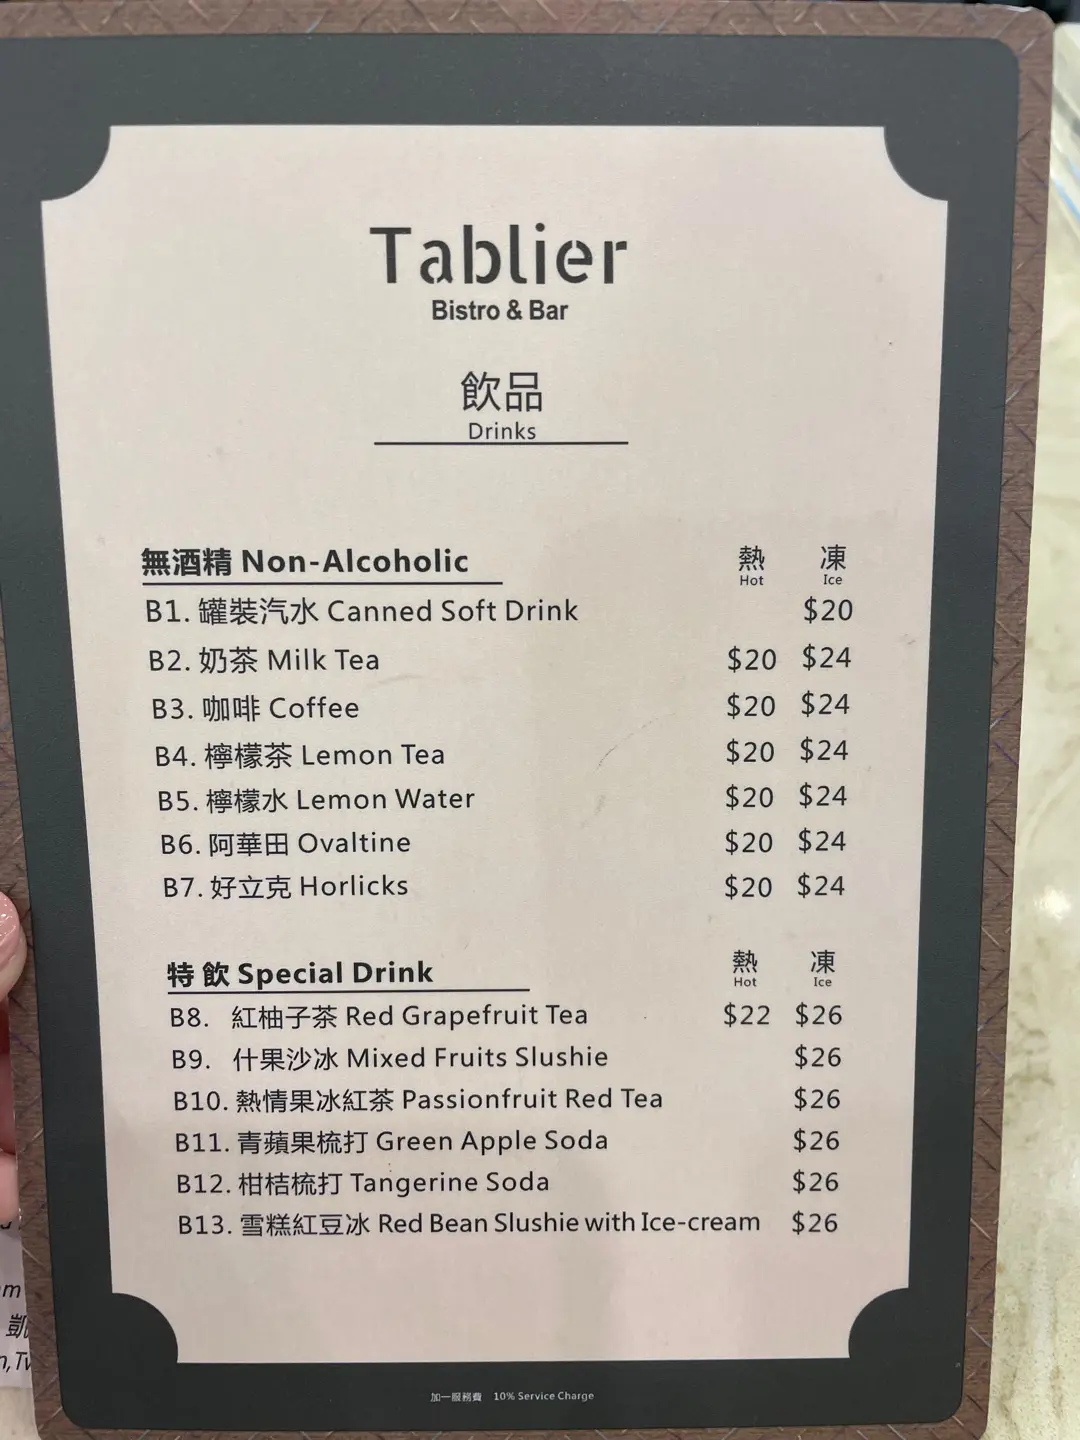 Tablier
Bistro & Bar
飲品
Drinks
無酒精 Non-Alcoholic 熱 Hot 凍 Ice
B1. 罐裝汽水 Canned Soft Drink $20
B2. 奶茶 Milk Tea $20 $24
B3. 咖啡 Coffee $20 $24
B4. 檸檬茶 Lemon Tea $20 $24
B5. 檸檬水 Lemon Water $20 $24
B6. 阿華田 Ovaltine $20 $24
B7. 好立克 Horlicks $20 $24
特 飲 Special Drink 熱 Hot 凍 Ice
B8. 紅柚子茶 Red Grapefruit Tea $22 $26
B9. 什果沙冰 Mixed Fruits Slushie $26
B10. 熱情果冰紅茶 Passionfruit Red Tea $26
B11. 青蘋果梳打 Green Apple Soda $26
B12. 柑桔梳打 Tangerine Soda $26
B13. 雪糕紅豆冰 Red Bean Slushie with Ice-cream $26
加一服務費 10% Service Charge